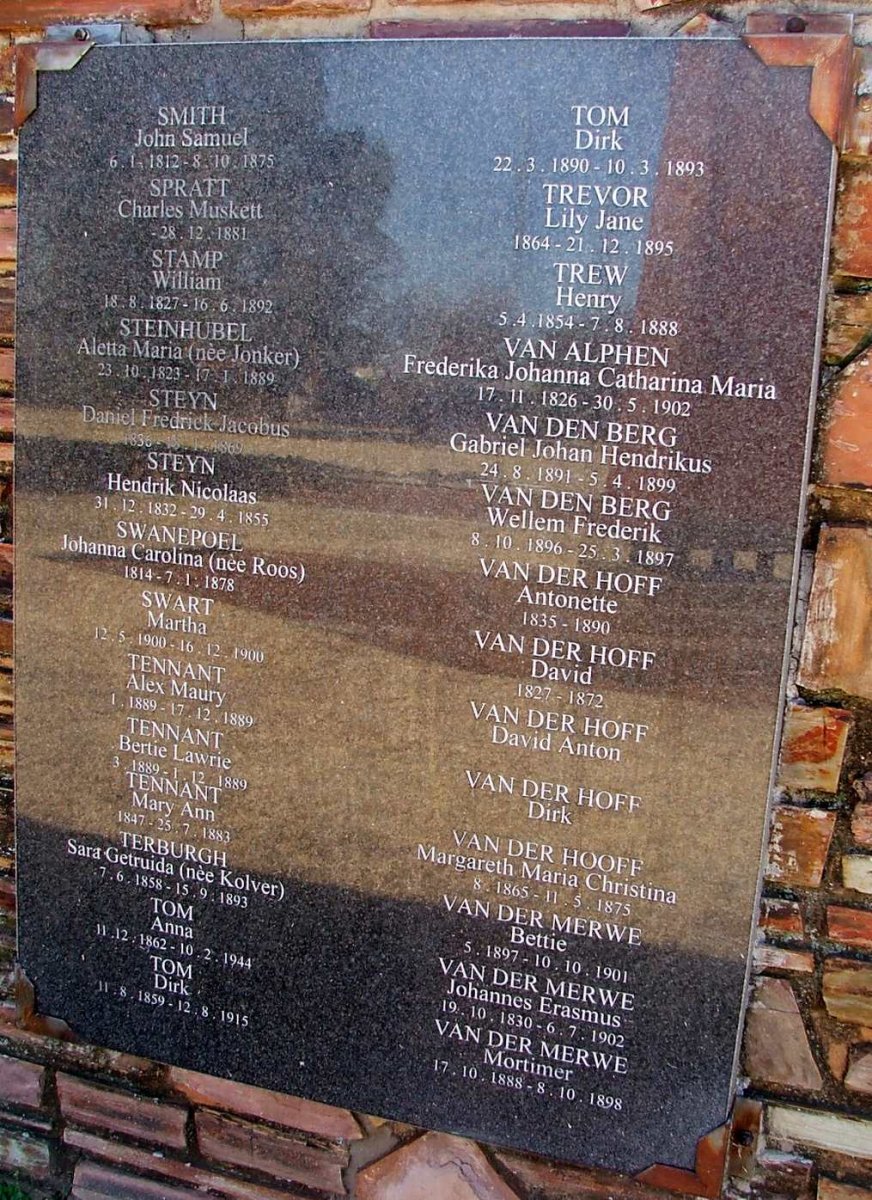 SMITH
John Samuel
6 . 1 - 1812 - 8 . 10 . 1875
SPRATT
Charles Muskett
- 28 . 12 . 1881
STAMP
William
18 . 8 . 1827 - 16 . 6 . 1892
STEINHUBEL
Aletta Maria (nèe Jonker)
23 . 10 . 1823 - 17 . 1 . 1889
STEYN
Daniel Fredrick Jacobus
STEYN
Hendrik Nicolaas
31 . 12 . 1832 - 29 . 4 . 1855
SWANEPOEL
Johanna Carolina (nèe Roos)
1814 - 7 . 1 . 1878
SWART
Martha
12 . 5 . 1900 - 16 . 12 . 1900
TENNANT
Alex Maury
1 . 1889 - 17 . 12 . 1889
TENNANT
Bertie Lawrie
3 . 1889 - 1 . 12 . 1889
TENNANT
Mary Ann
1847 - 25 . 7 . 1883
TERBURGH
Sara Getruida (nèe Kolver)
7 . 6 . 1858 - 15 . 9 . 1893
TOM
Anna
11 . 12 . 1862 - 10 . 2 . 1944
TOM
Dirk
11 . 8 . 1859 - 12 . 8 . 1915
TOM
Dirk
22 . 3 . 1890 - 10 . 3 . 1893
TREVOR
Lily Jane
1864 - 21 . 12 . 1895
TREW
Henry
5 . 4 . 1854 - 7 . 8 . 1888
VAN ALPHEN
Frederika Johanna Catharina Maria
17 . 11 . 1826 - 30 . 5 . 1902
VAN DEN BERG
Gabriel Johan Hendrikus
24 . 8 . 1891 - 5 . 4 . 1899
VAN DEN BERG
Wellem Frederik
8 . 10 . 1896 - 25 . 3 . 1897
VAN DER HOFF
Antonette
1835 - 1890
VAN DER HOFF
David
1827 - 1872
VAN DER HOFF
David Anton
VAN DER HOFF
Dirk
VAN DER HOOFF
Margareth Maria Christina
8 . 1865 - 11 . 5 . 1875
VAN DER MERWE
Bettie
5 . 1897 - 10 . 10 . 1901
VAN DER MERWE
Johannes Erasmus
19 . 10 . 1830 - 6 . 7 . 1902
VAN DER MERWE
Mortimer
17 . 10 . 1888 - 8 . 10 . 1898